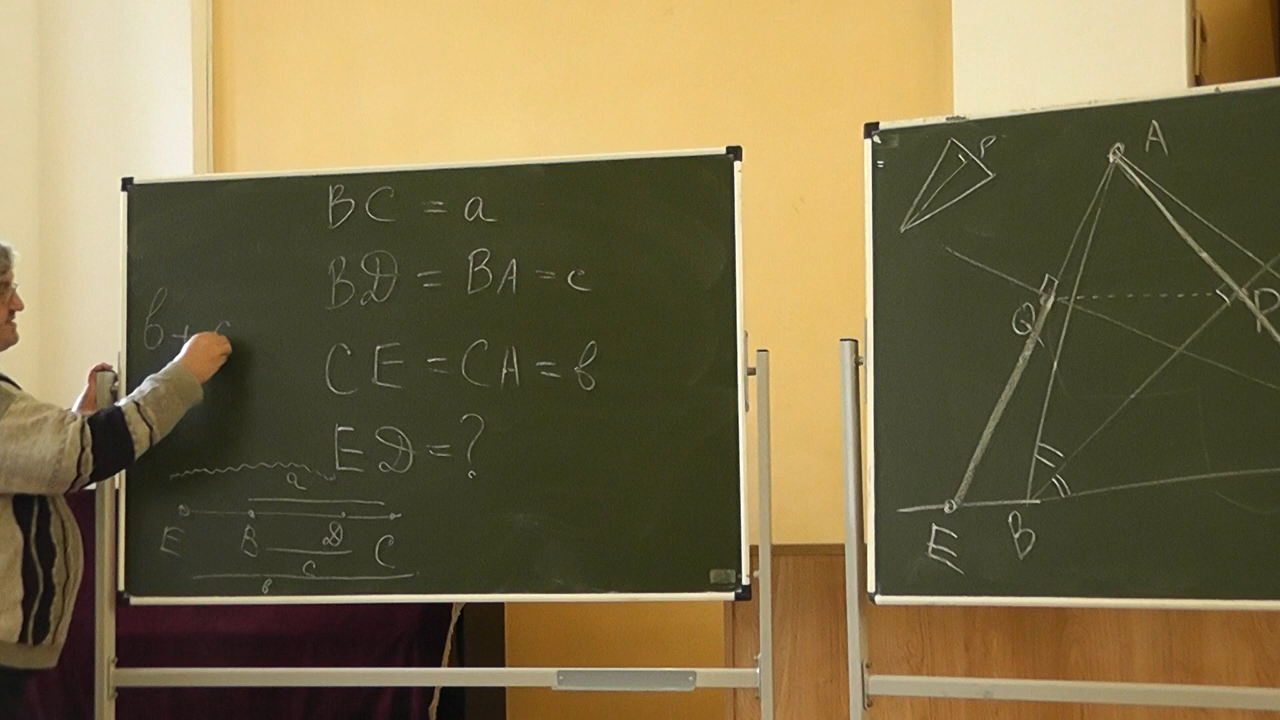 BC = a
BD = BA = c
b + c
CE = CA = b
ED = ?
a
E B D C
c
b
P
A
Q P
E B